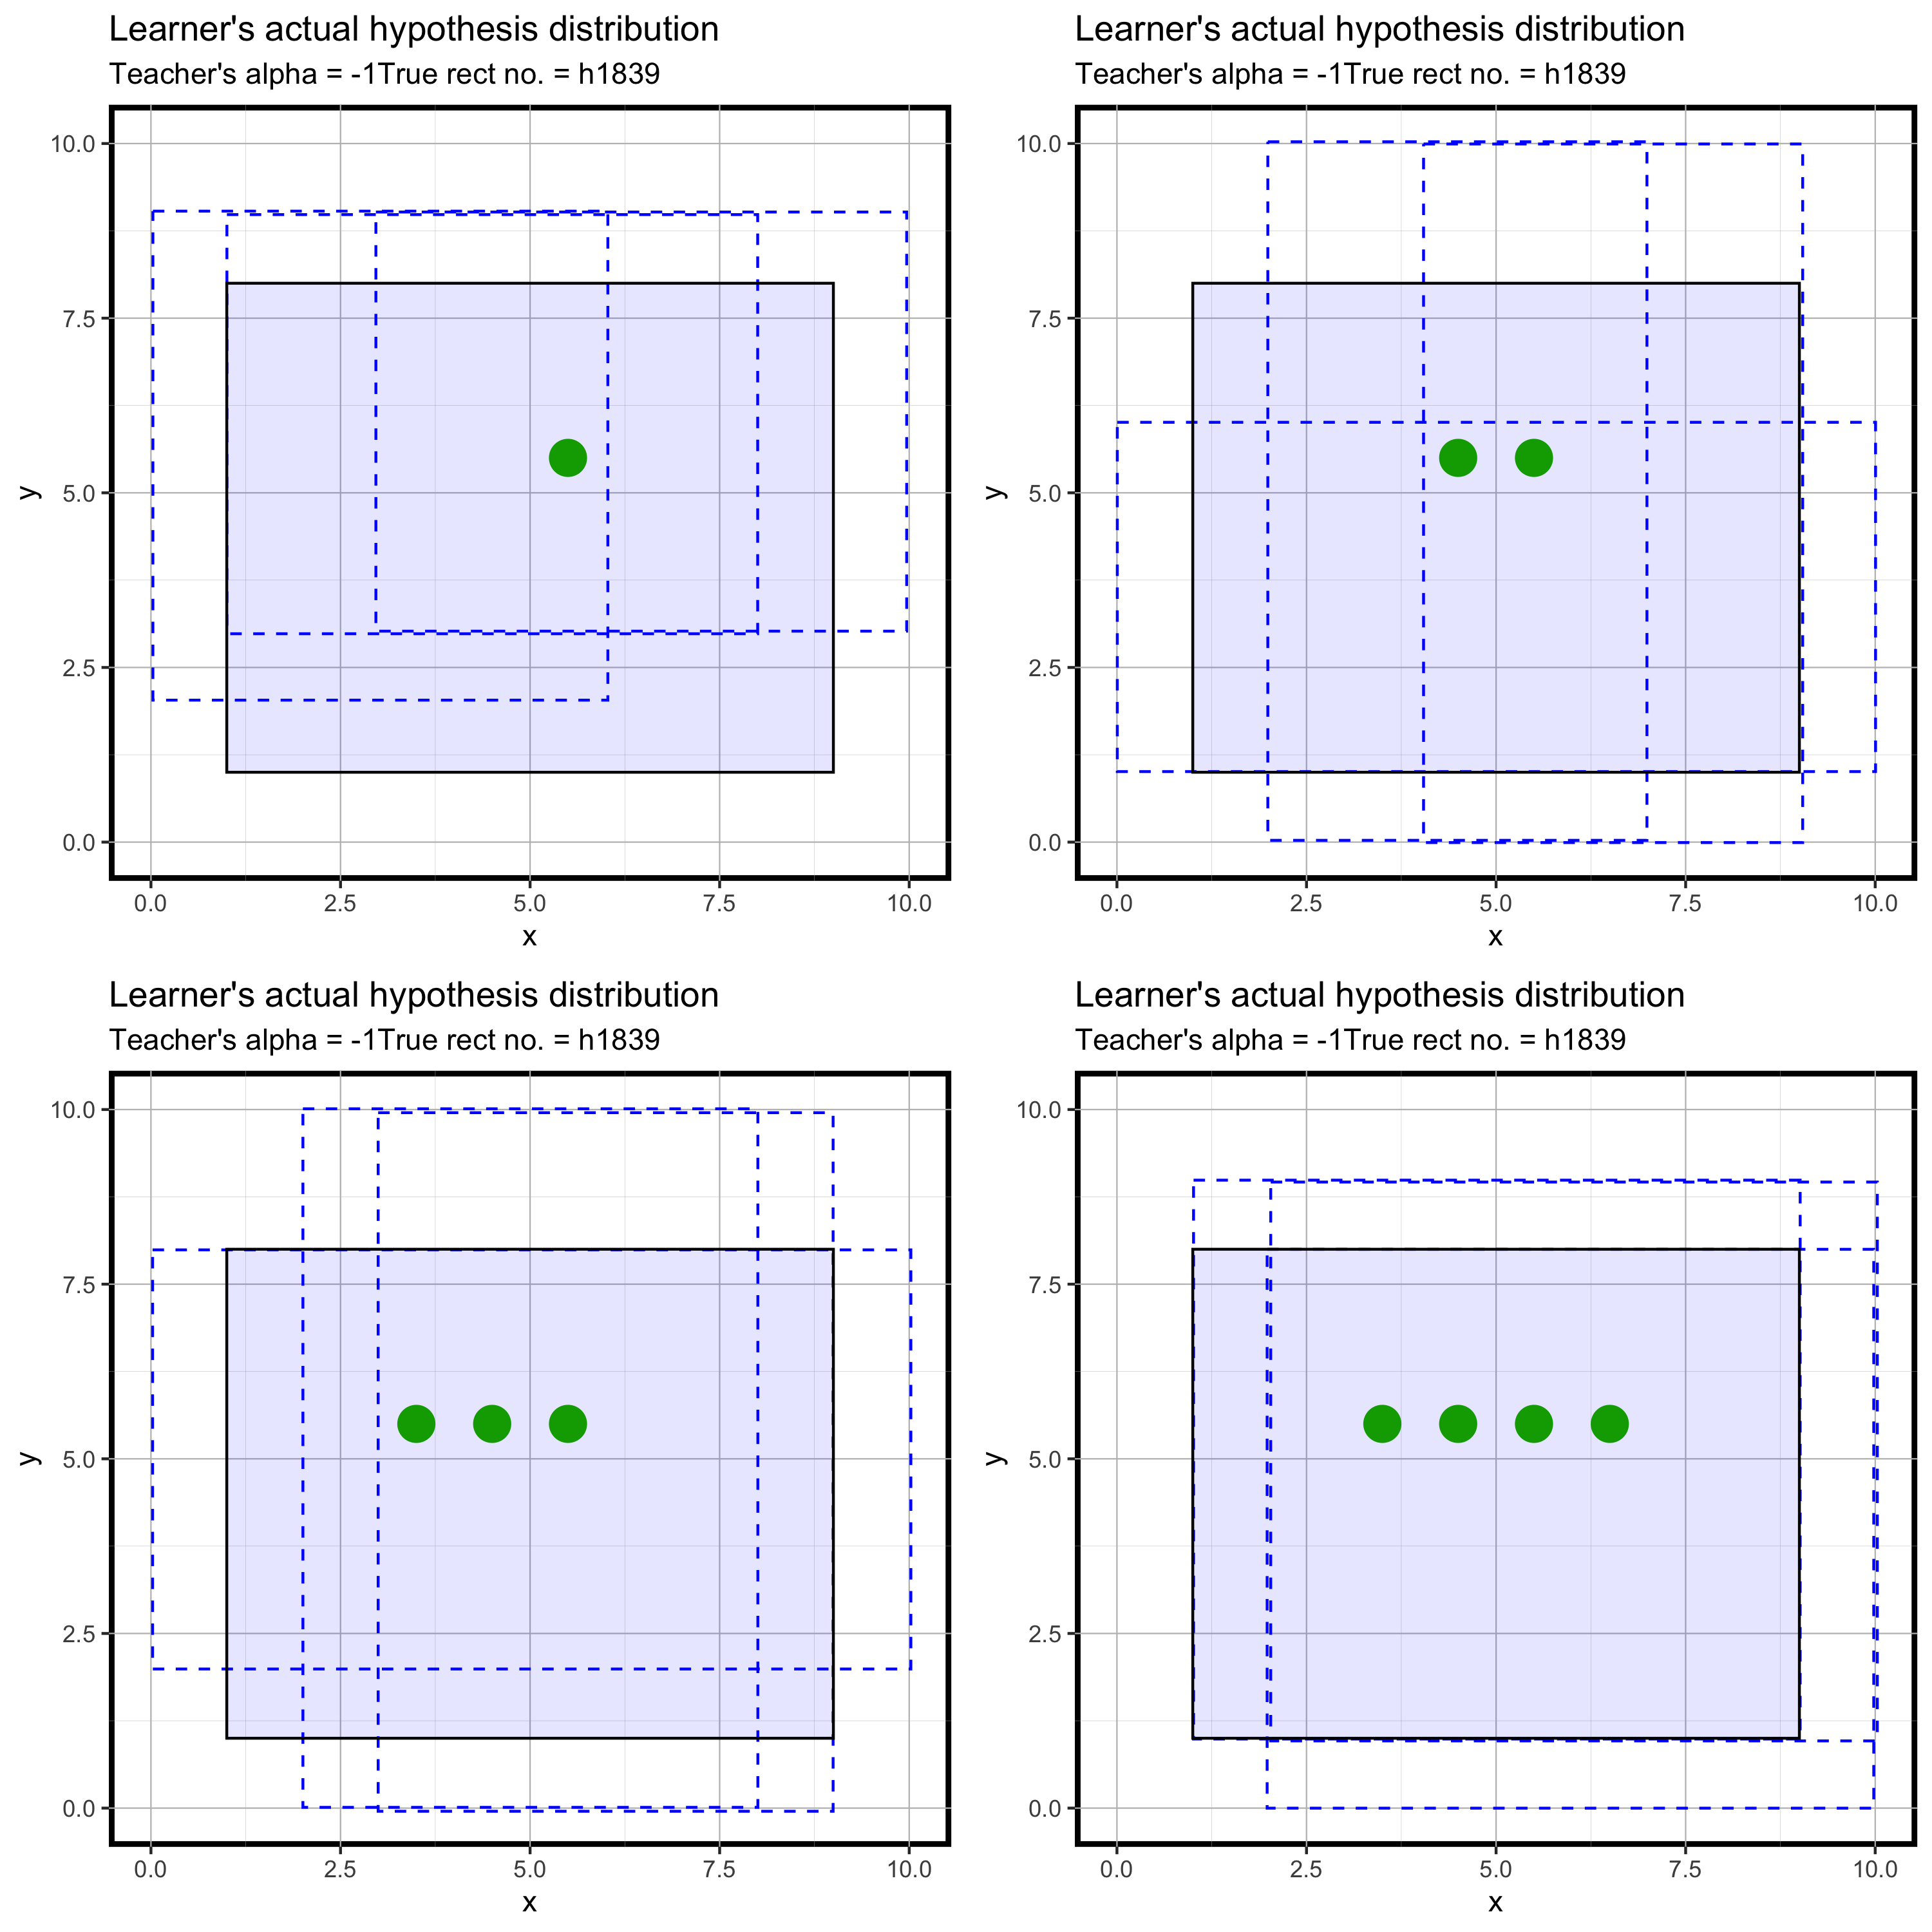 Learner's actual hypothesis distribution
Teacher's alpha = -1True rect no. = h1839
10.0
7.5
5.0
2.5
0.0
y
0.0 2.5 5.0 7.5 10.0
x
Learner's actual hypothesis distribution
Teacher's alpha = -1True rect no. = h1839
10.0
7.5
5.0
2.5
0.0
y
0.0 2.5 5.0 7.5 10.0
x
Learner's actual hypothesis distribution
Teacher's alpha = -1True rect no. = h1839
10.0
7.5
5.0
2.5
0.0
y
0.0 2.5 5.0 7.5 10.0
x
Learner's actual hypothesis distribution
Teacher's alpha = -1True rect no. = h1839
10.0
7.5
5.0
2.5
0.0
y
0.0 2.5 5.0 7.5 10.0
x